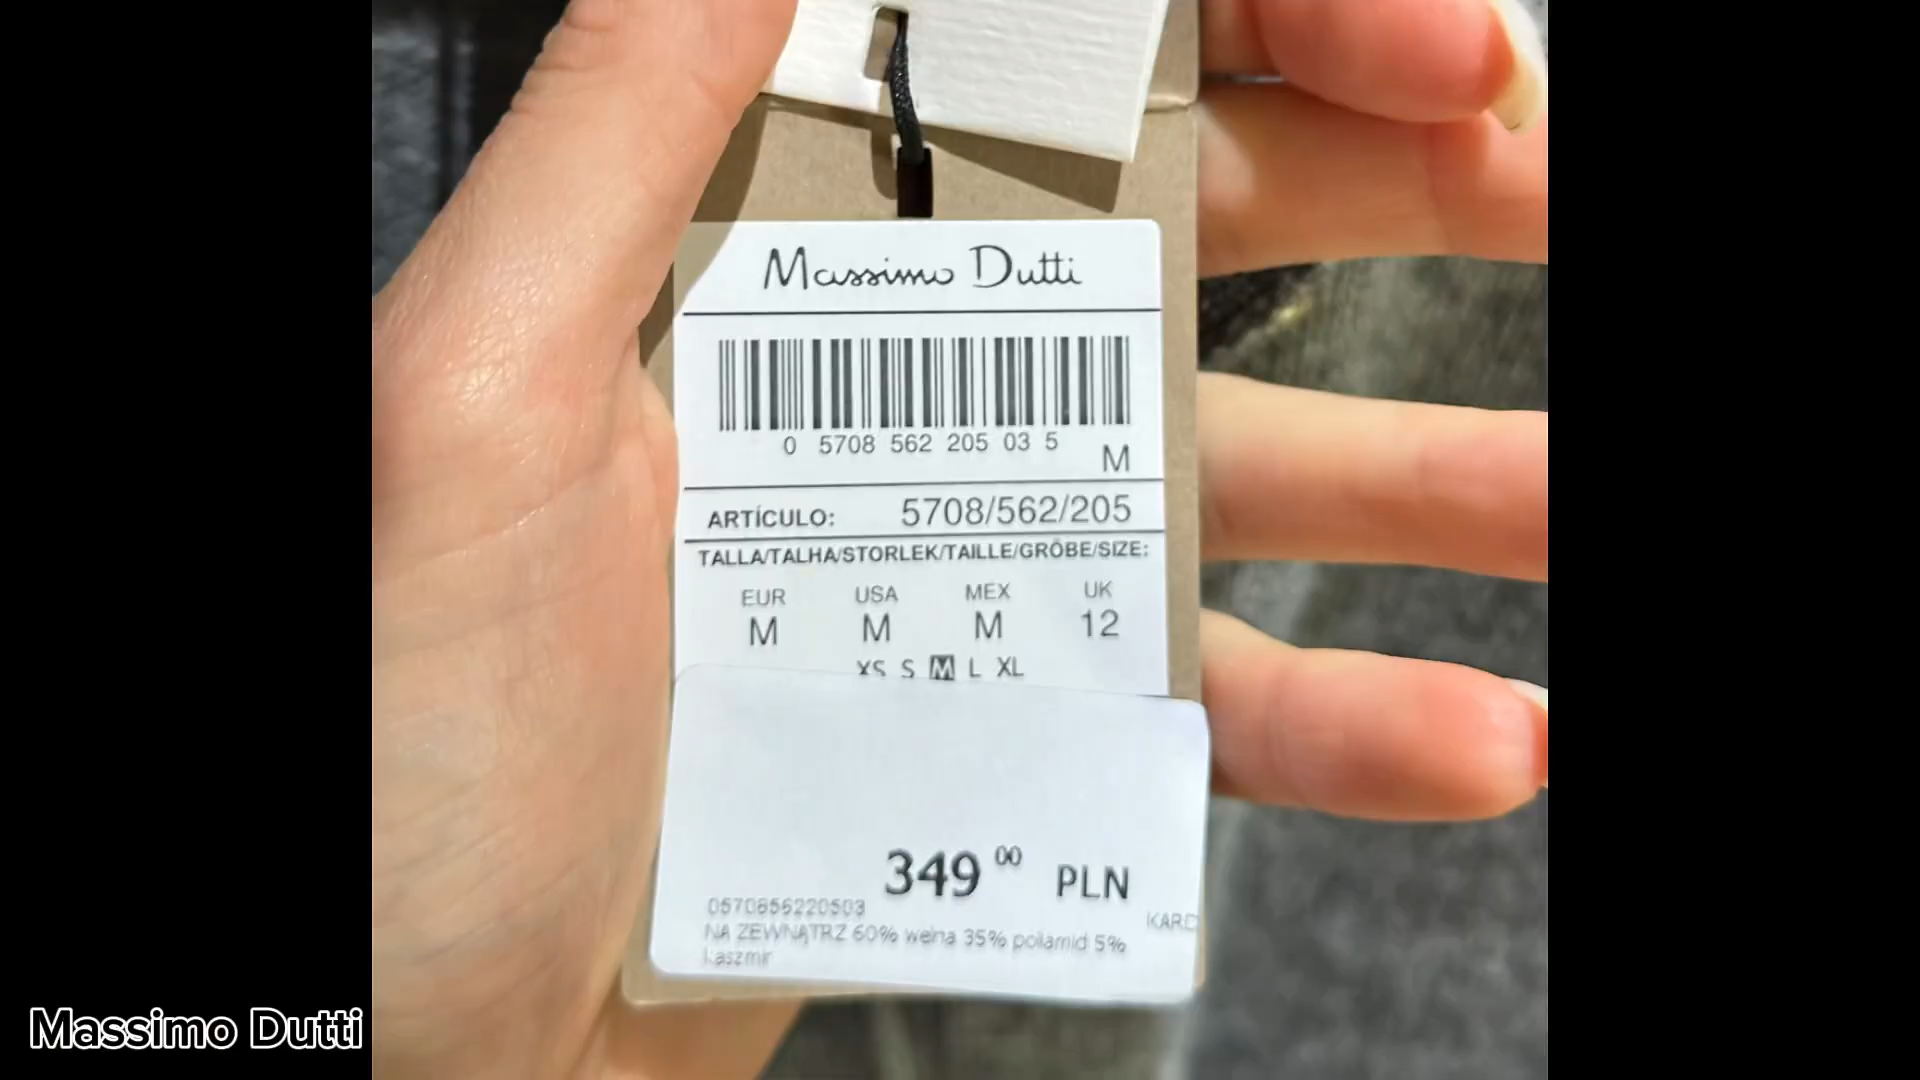 Massimo Dutti
0 5708 562 205 03 5
M
ARTÍCULO: 5708/562/205
TALLA/TALHA/STORLEK/TAILLE/GRÖBE/SIZE:
EUR USA MEX UK
M M M 12
XS S M L XL
349 00 PLN
0570856220503 KARD
NA ZEWNĄTRZ 60% wełna 35% poliamid 5%
kaszmir
Massimo Dutti